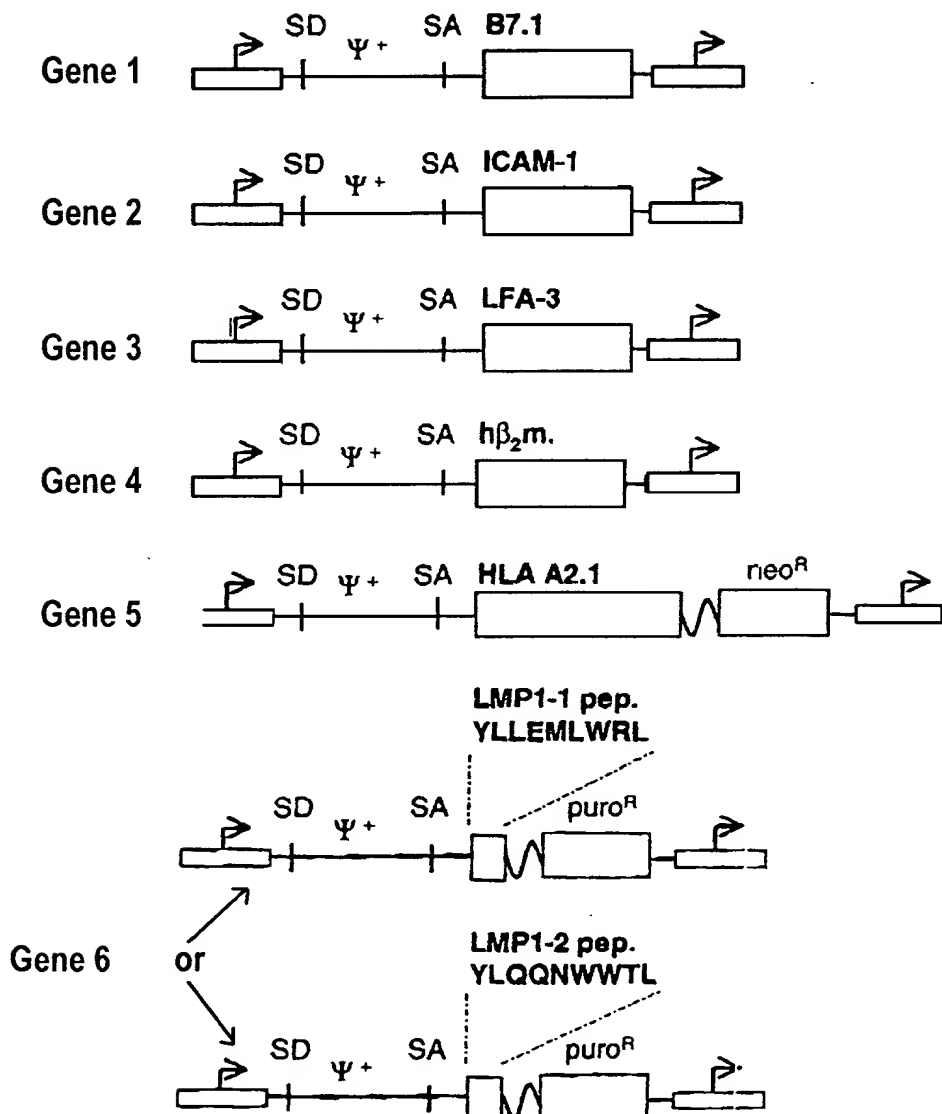 SD Ψ+ SA B7.1
Gene 1
SD Ψ+ SA ICAM-1
Gene 2
SD Ψ+ SA LFA-3
Gene 3
SD Ψ+ SA hβ₂m.
Gene 4
SD Ψ+ SA HLA A2.1 neoᴿ
Gene 5
LMP1-1 pep.
YLLEMLWRL
SD Ψ+ SA puroᴿ
Gene 6 or
LMP1-2 pep.
YLQQNWWTL
SD Ψ+ SA puroᴿ